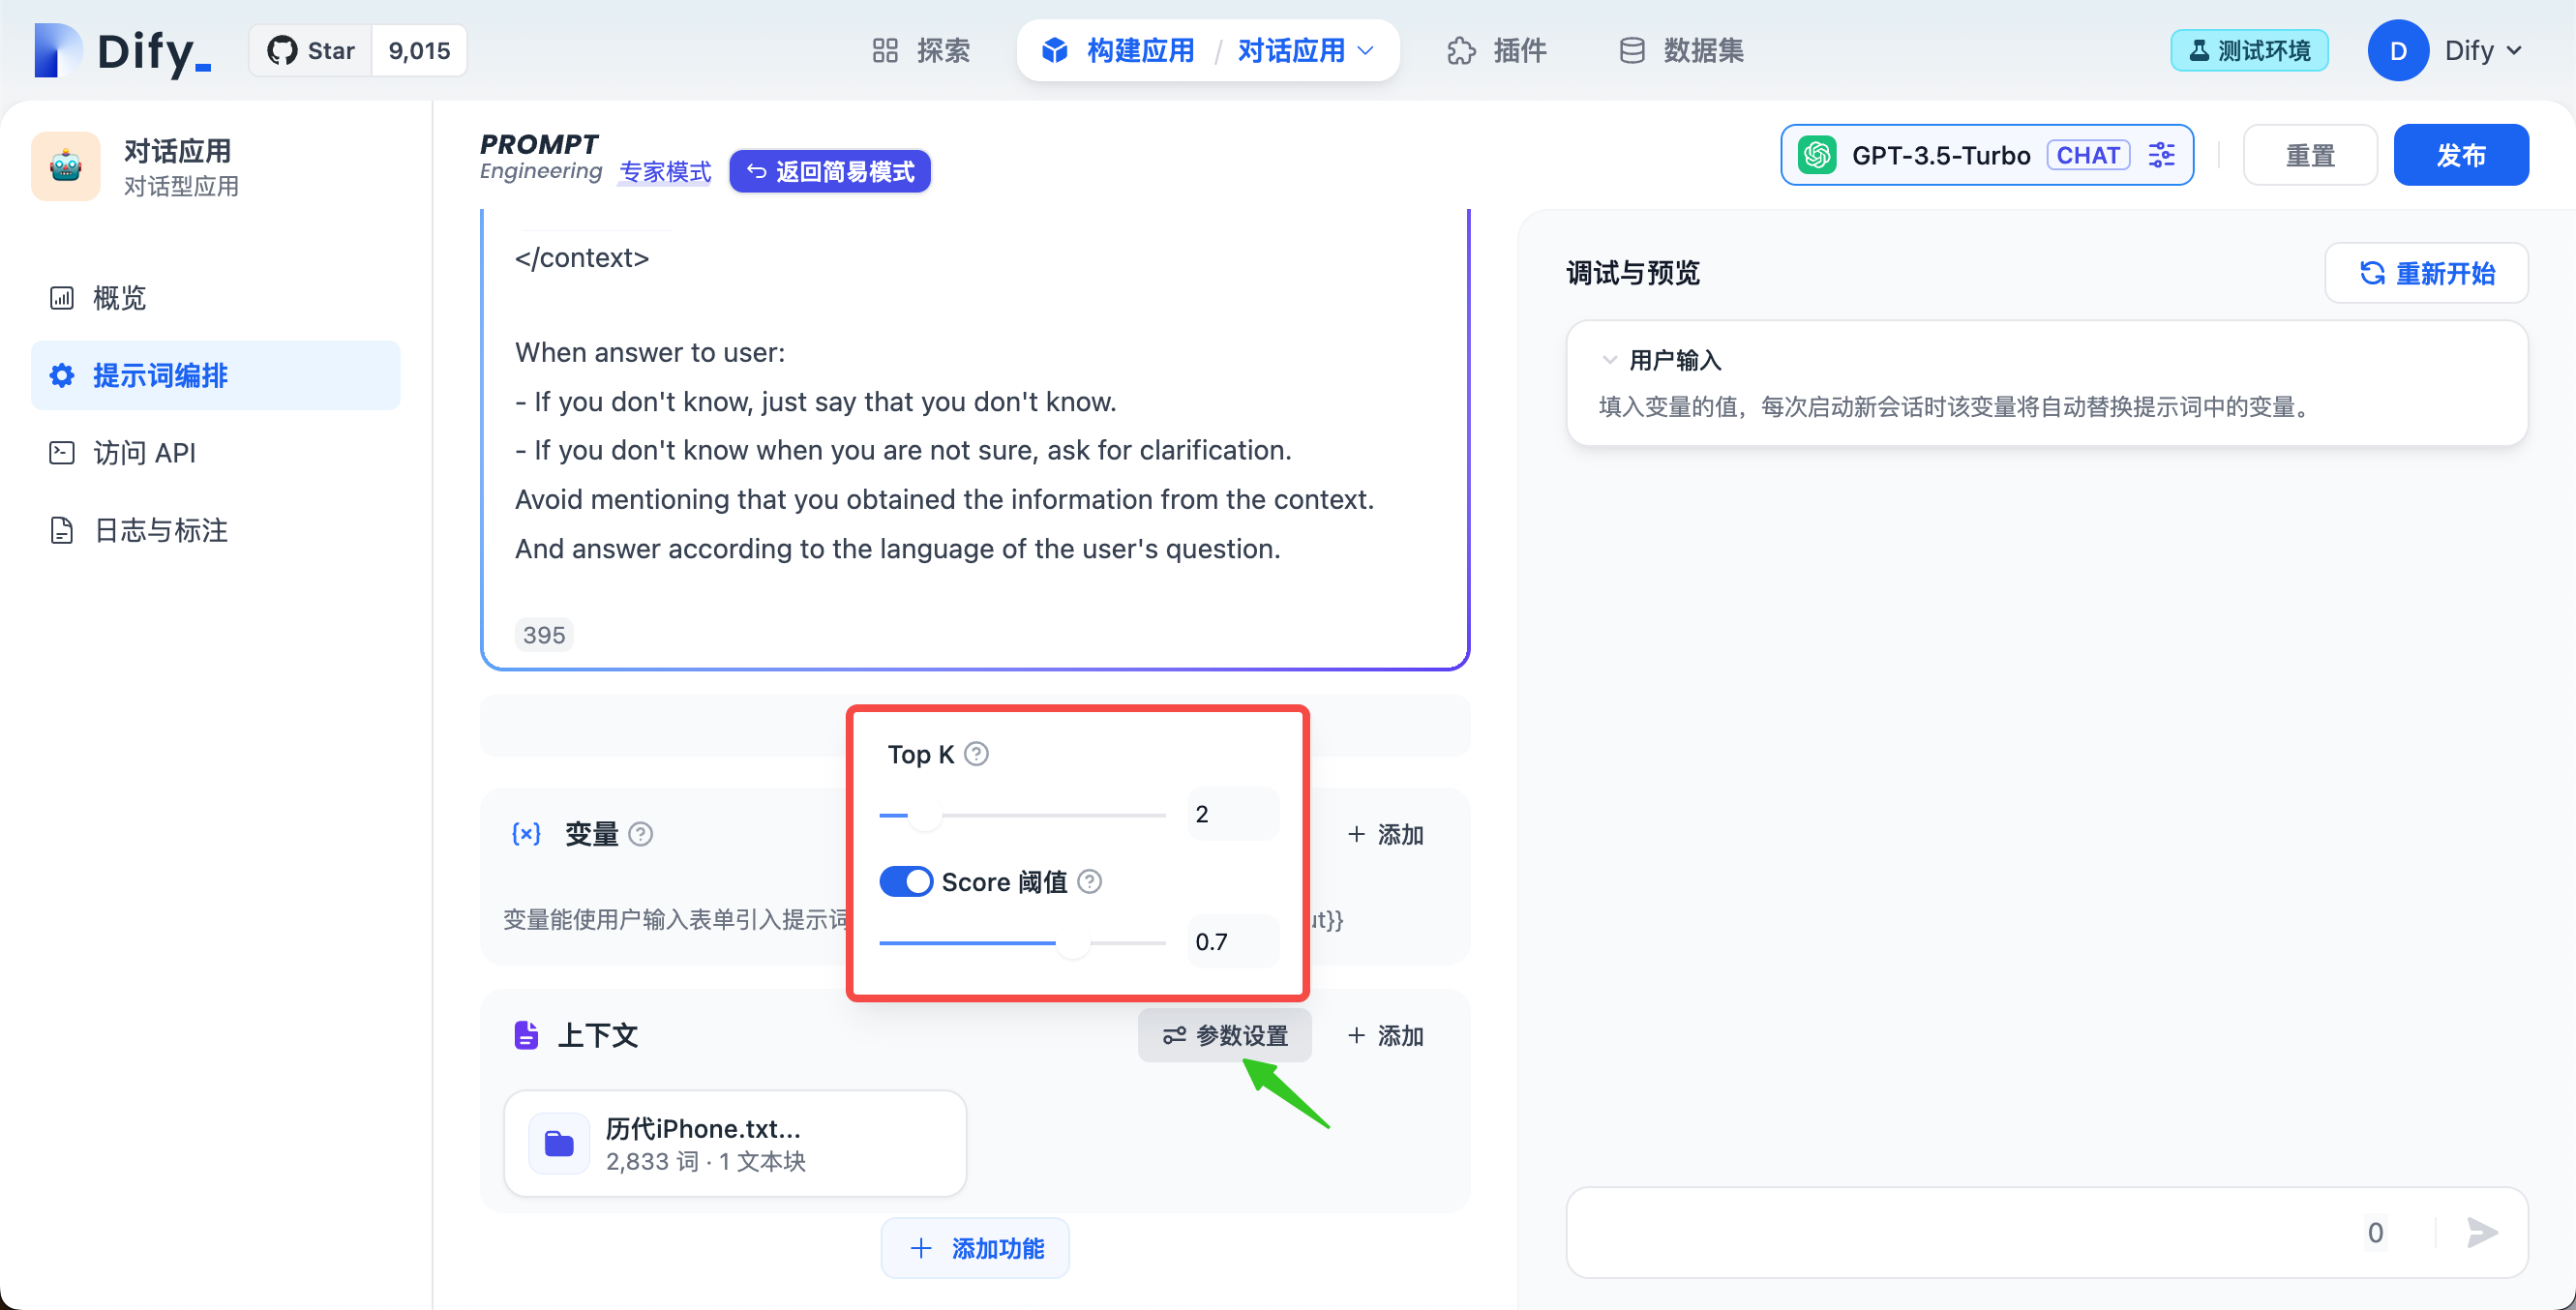 Dify_
Star 9,015
探索
构建应用 / 对话应用
插件
数据集
测试环境
D Dify
对话应用
对话型应用
概览
提示词编排
访问 API
日志与标注
PROMPT
Engineering 专家模式
返回简易模式
GPT-3.5-Turbo CHAT
重置
发布
</context>
When answer to user:
- If you don't know, just say that you don't know.
- If you don't know when you are not sure, ask for clarification.
Avoid mentioning that you obtained the information from the context.
And answer according to the language of the user's question.
395
Top K
2
Score 阈值
0.7
变量
+ 添加
变量能使用户输入表单引入提示词
ut}}
上下文
参数设置
+ 添加
历代iPhone.txt...
2,833 词 · 1 文本块
+ 添加功能
调试与预览
重新开始
用户输入
填入变量的值，每次启动新会话时该变量将自动替换提示词中的变量。
0